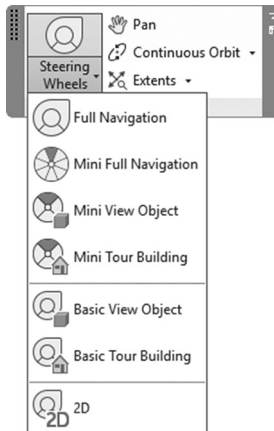 Pan
Continuous Orbit
Steering
Wheels
Extents
Full Navigation
Mini Full Navigation
Mini View Object
Mini Tour Building
Basic View Object
Basic Tour Building
2D
2D